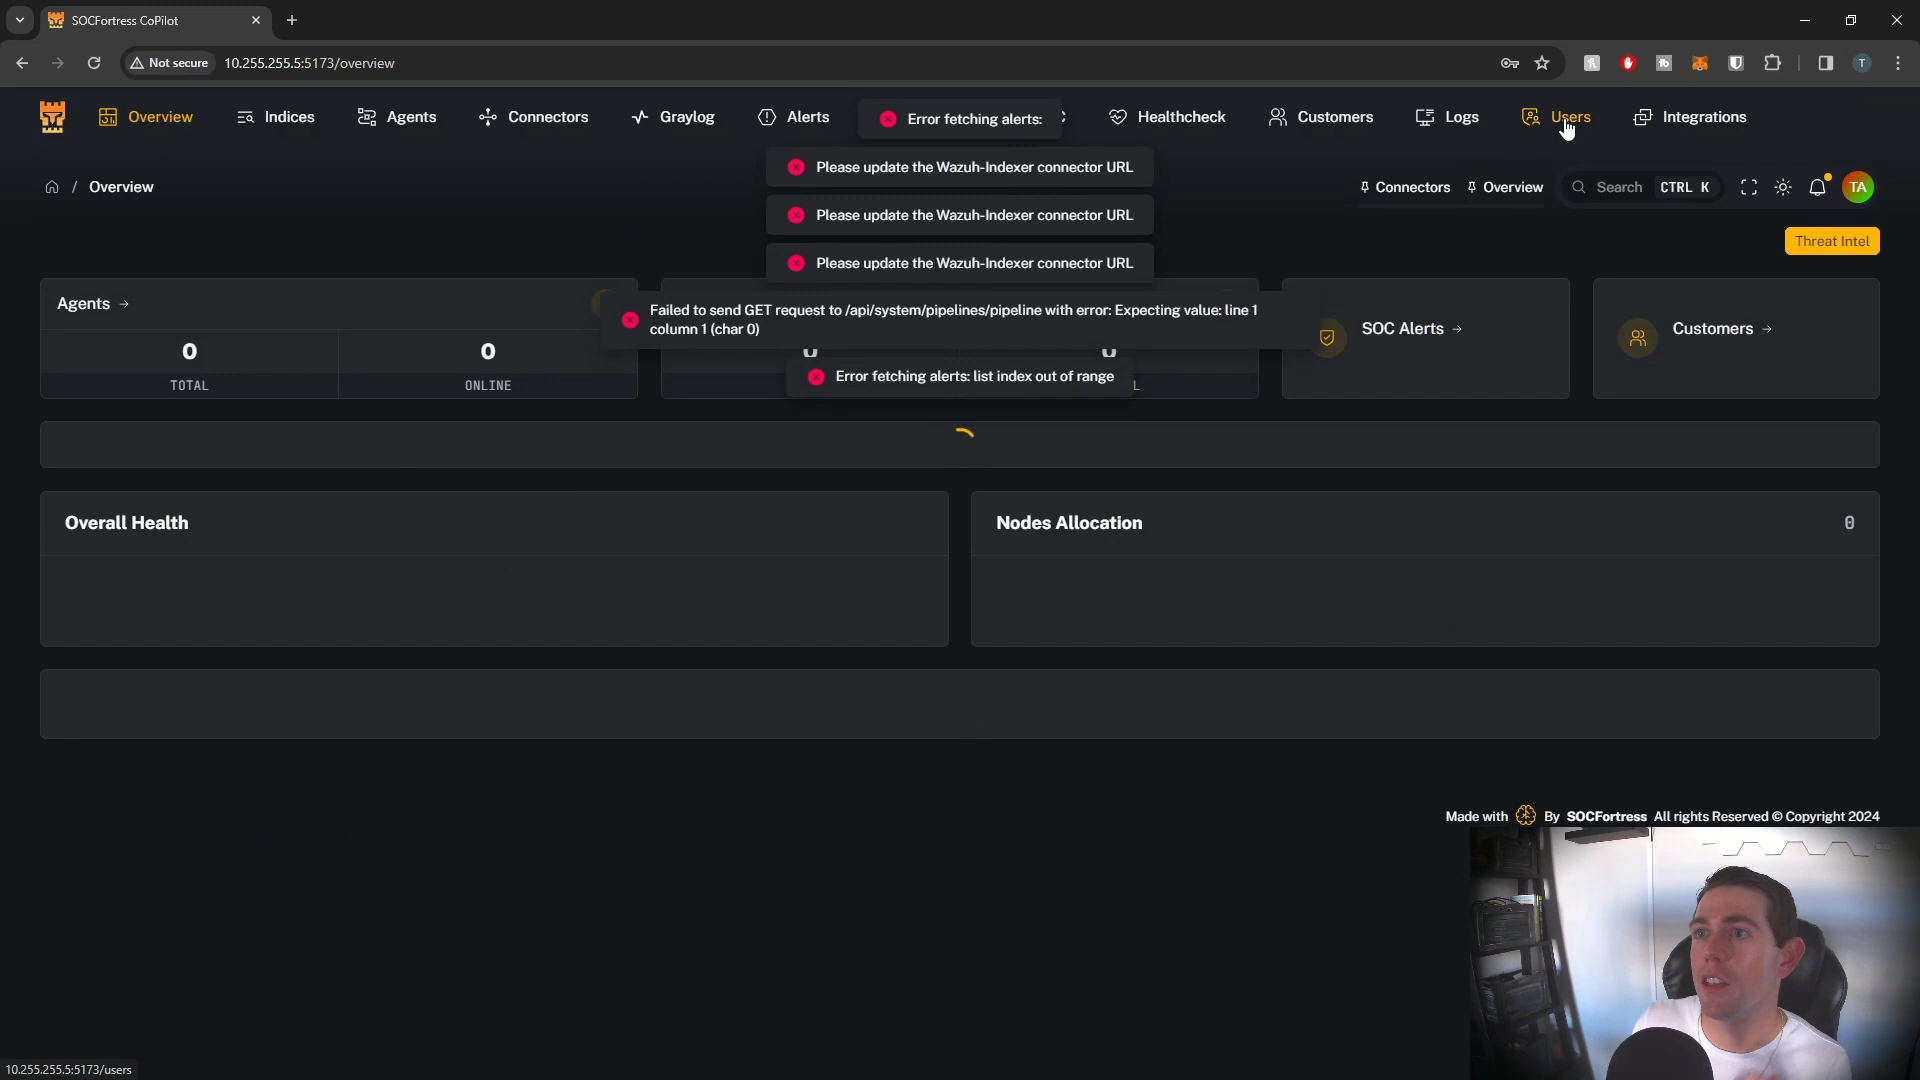 SOCFortress CoPilot
Not secure
10.255.255.5:5173/overview
T
Overview
Indices
Agents
Connectors
Graylog
Alerts
Error fetching alerts:
Healthcheck
Customers
Logs
Users
Integrations
Please update the Wazuh-Indexer connector URL
/ Overview
Connectors
Overview
Search CTRL K
TA
Please update the Wazuh-Indexer connector URL
Threat Intel
Please update the Wazuh-Indexer connector URL
Agents →
Failed to send GET request to /api/system/pipelines/pipeline with error: Expecting value: line 1
column 1 (char 0)
SOC Alerts →
Customers →
0
0
TOTAL
ONLINE
Error fetching alerts: list index out of range
Overall Health
Nodes Allocation
0
Made with By SOCFortress All rights Reserved © Copyright 2024
10.255.255.5:5173/users